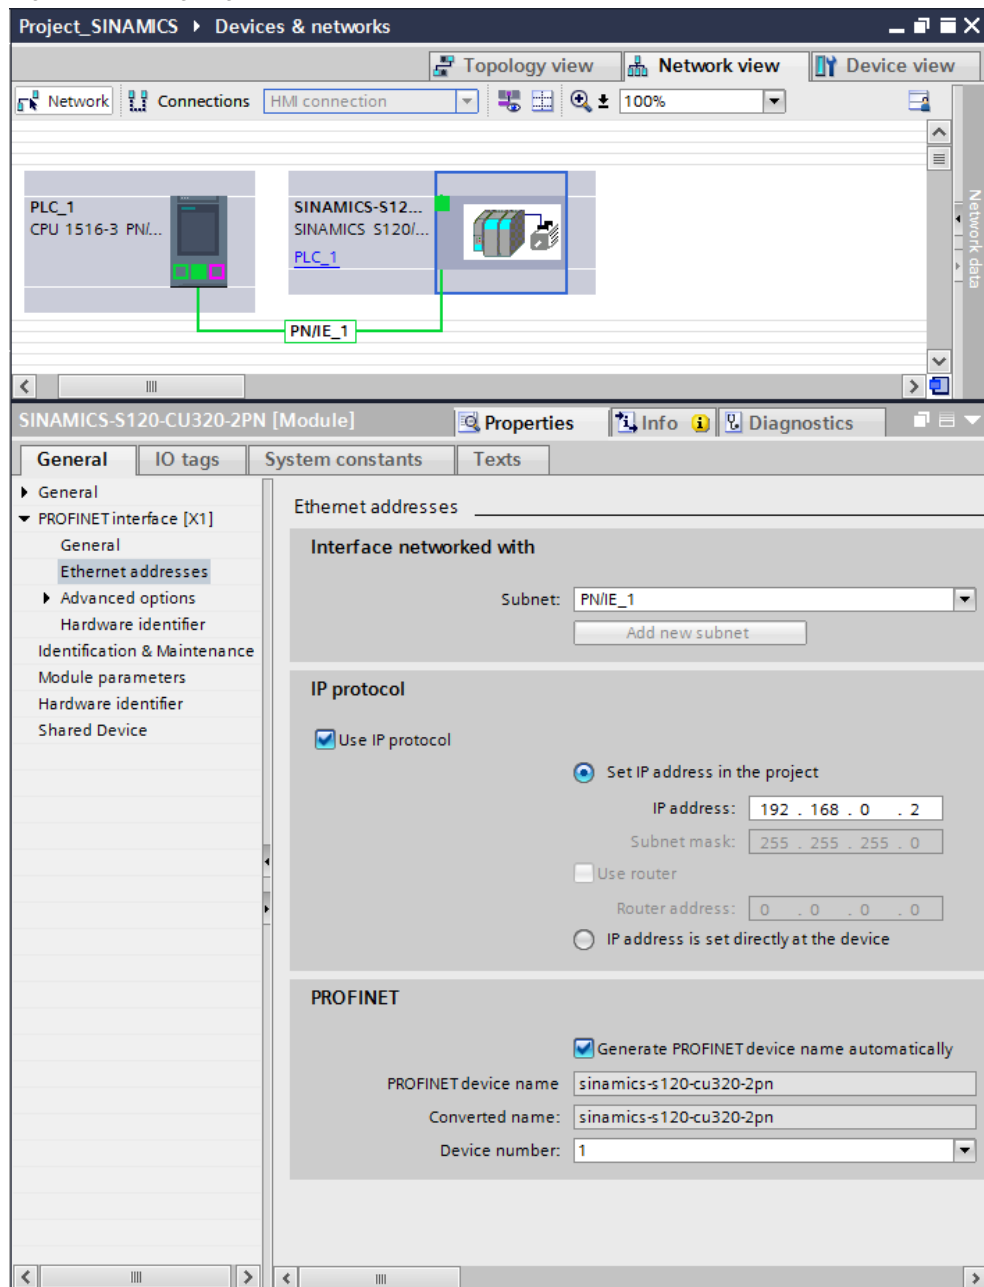 Project_SINAMICS ▸ Devices & networks
Topology view Network view Device view
Network Connections HMI connection 100%
Network data
PLC_1
CPU 1516-3 PN/...
SINAMICS-S12...
SINAMICS S120/...
PLC_1
PN/IE_1
SINAMICS-S120-CU320-2PN [Module] Properties Info Diagnostics
General IO tags System constants Texts
General
PROFINET interface [X1]
General
Ethernet addresses
Advanced options
Hardware identifier
Identification & Maintenance
Module parameters
Hardware identifier
Shared Device
Ethernet addresses
Interface networked with
Subnet: PN/IE_1
Add new subnet
IP protocol
Use IP protocol
Set IP address in the project
IP address: 192 . 168 . 0 . 2
Subnet mask: 255 . 255 . 255 . 0
Use router
Router address: 0 . 0 . 0 . 0
IP address is set directly at the device
PROFINET
Generate PROFINET device name automatically
PROFINET device name sinamics-s120-cu320-2pn
Converted name: sinamics-s120-cu320-2pn
Device number: 1